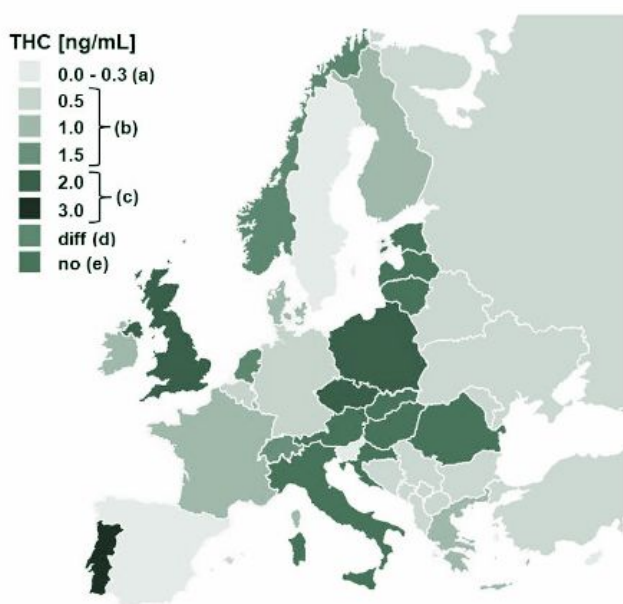 THC [ng/mL]
0.0 - 0.3 (a)
0.5
1.0 (b)
1.5
2.0 (c)
3.0
diff (d)
no (e)